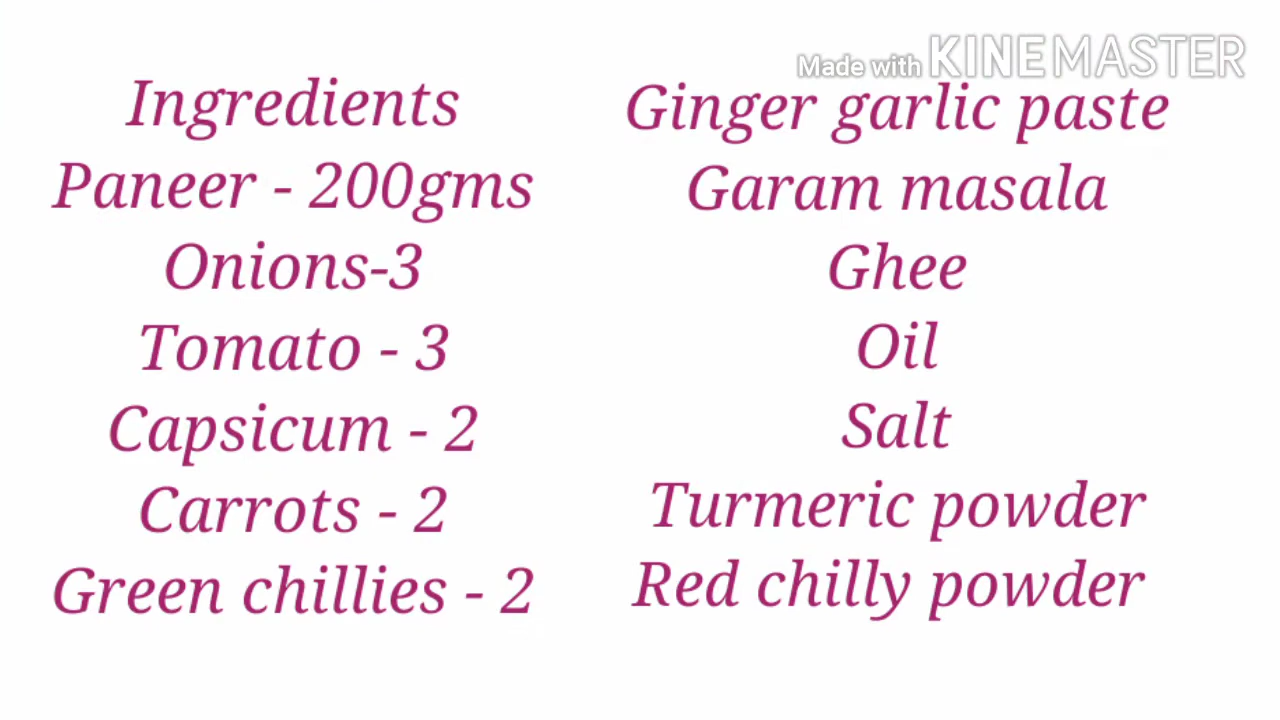 Made with KINEMASTER
Ingredients
Paneer - 200gms
Onions-3
Tomato - 3
Capsicum - 2
Carrots - 2
Green chillies - 2
Ginger garlic paste
Garam masala
Ghee
Oil
Salt
Turmeric powder
Red chilly powder